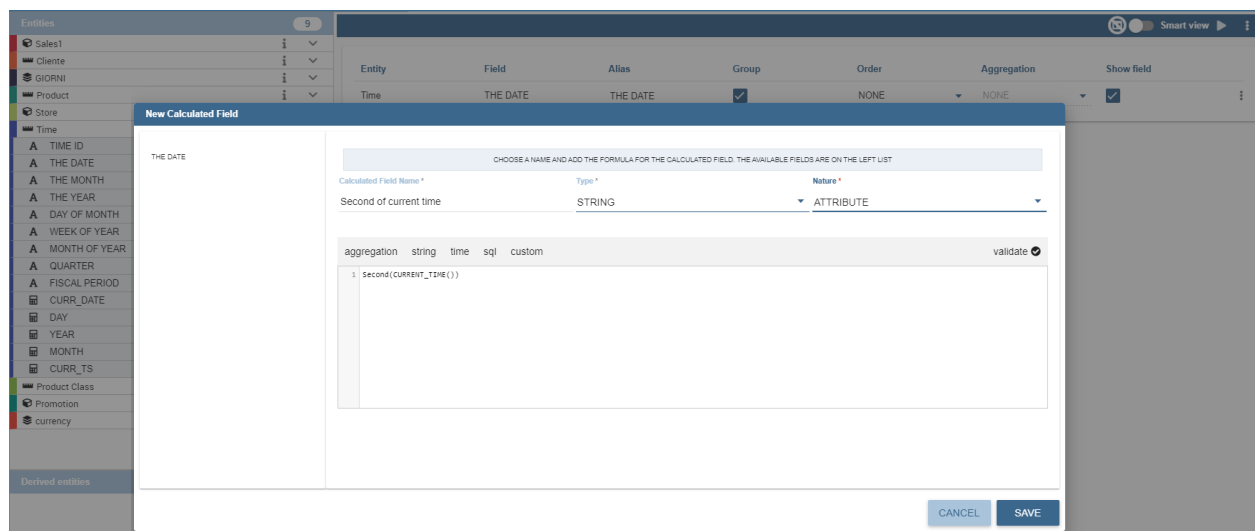 Entities 9
Smart view
Sales1
Cliente
GIORNI
Product
Store
Time
A TIME ID
A THE DATE
A THE MONTH
A THE YEAR
A DAY OF MONTH
A WEEK OF YEAR
A MONTH OF YEAR
A QUARTER
A FISCAL PERIOD
CURR_DATE
DAY
YEAR
MONTH
CURR_TS
Product Class
Promotion
currency
Derived entities
Entity Field Alias Group Order Aggregation Show field
Time THE DATE THE DATE NONE NONE
New Calculated Field
THE DATE
CHOOSE A NAME AND ADD THE FORMULA FOR THE CALCULATED FIELD. THE AVAILABLE FIELDS ARE ON THE LEFT LIST
Calculated Field Name * Type * Nature *
Second of current time STRING ATTRIBUTE
aggregation string time sql custom validate
1 Second(CURRENT_TIME())
CANCEL SAVE